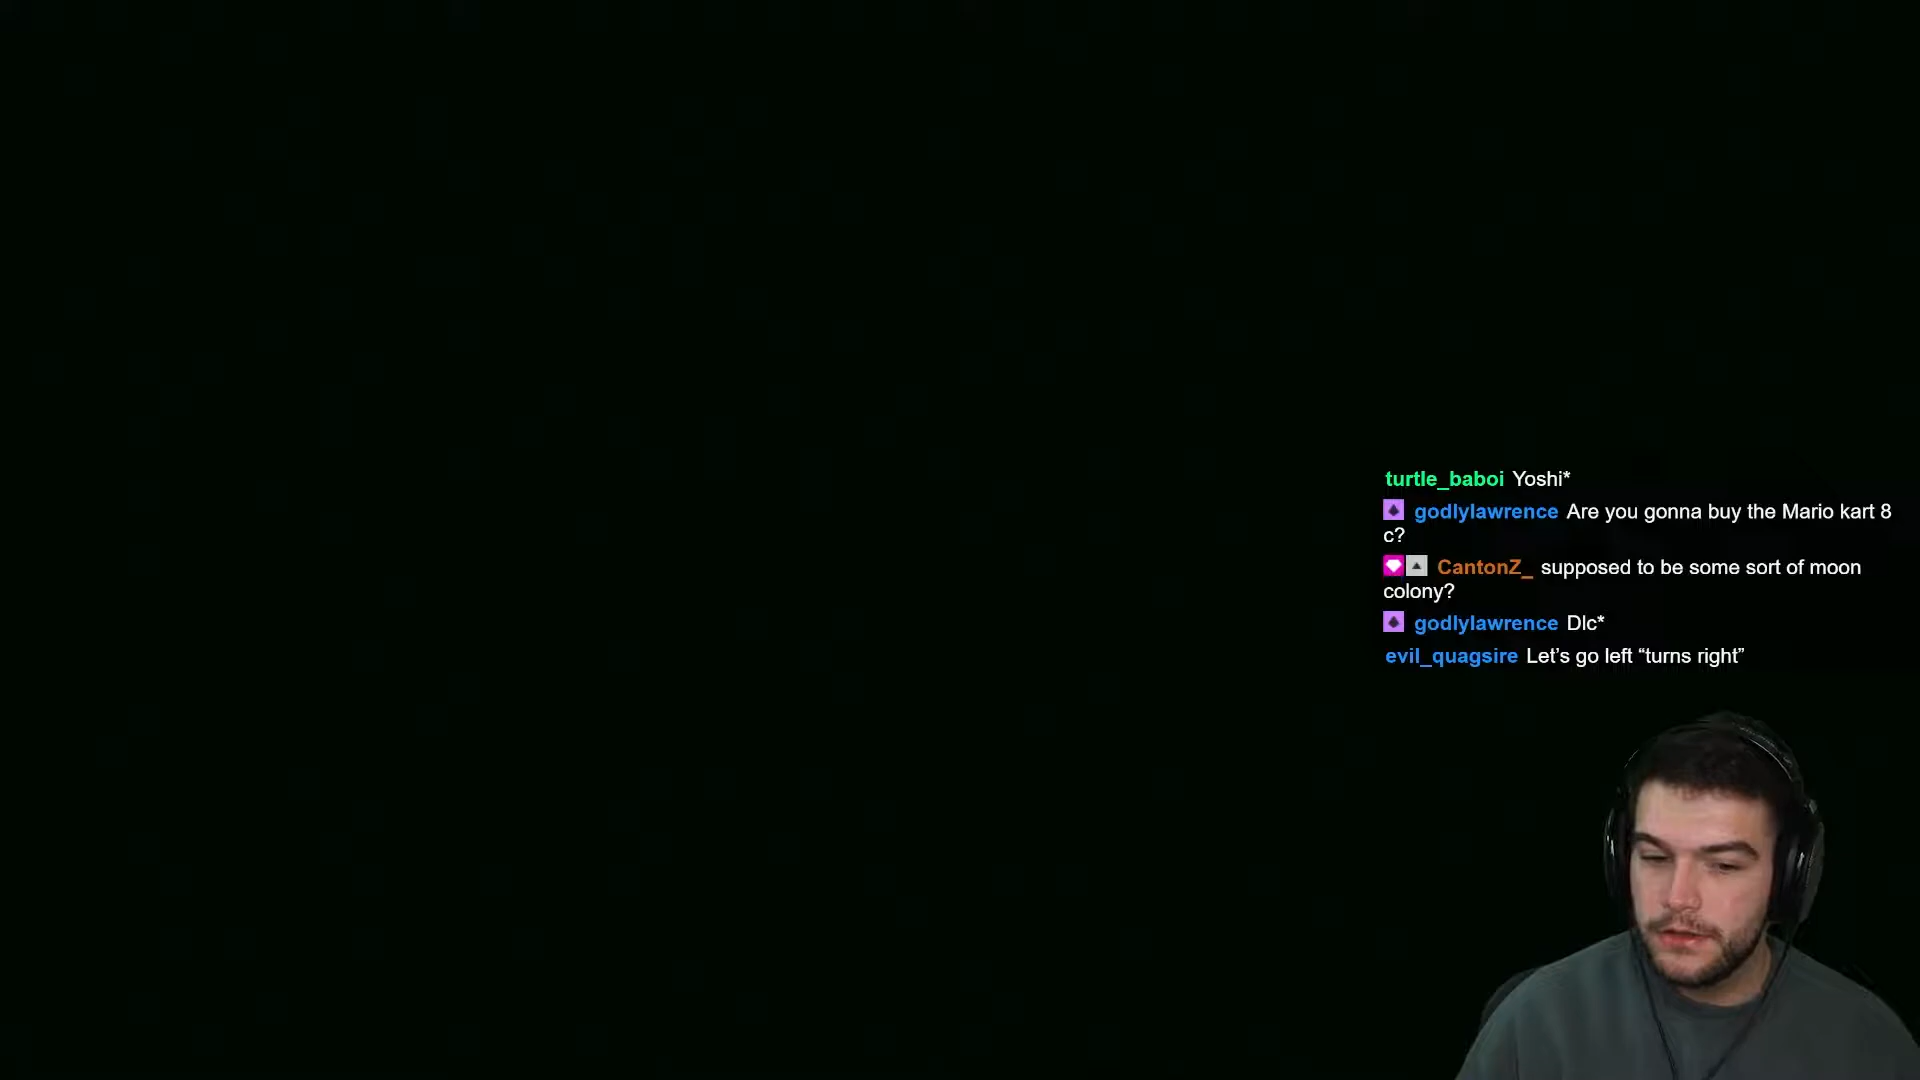 turtle_baboi Yoshi*
godlylawrence Are you gonna buy the Mario kart 8
c?
CantonZ_ supposed to be some sort of moon
colony?
godlylawrence Dlc*
evil_quagsire Let’s go left “turns right”